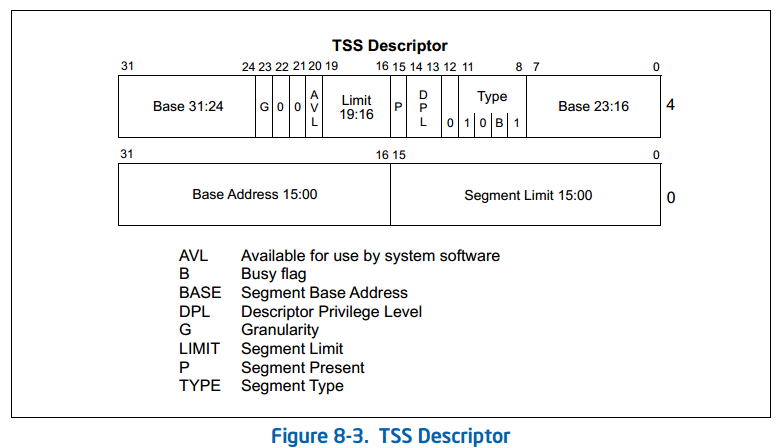 TSS Descriptor
31 24 23 22 21 20 19 16 15 14 13 12 11 8 7 0
Base 31:24 G 0 0 AVL Limit 19:16 P DPL 0 Type 1 0 B 1 Base 23:16 4
31 16 15 0
Base Address 15:00 Segment Limit 15:00 0
AVL Available for use by system software
B Busy flag
BASE Segment Base Address
DPL Descriptor Privilege Level
G Granularity
LIMIT Segment Limit
P Segment Present
TYPE Segment Type
Figure 8-3. TSS Descriptor